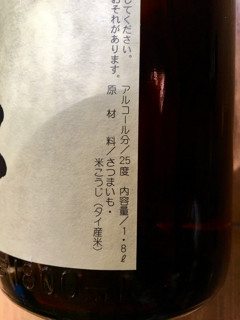 してください。
おそれがあります。
アルコール分/25度 内容量/1・8ℓ
原材料/さつまいも・
米こうじ（タイ産米）